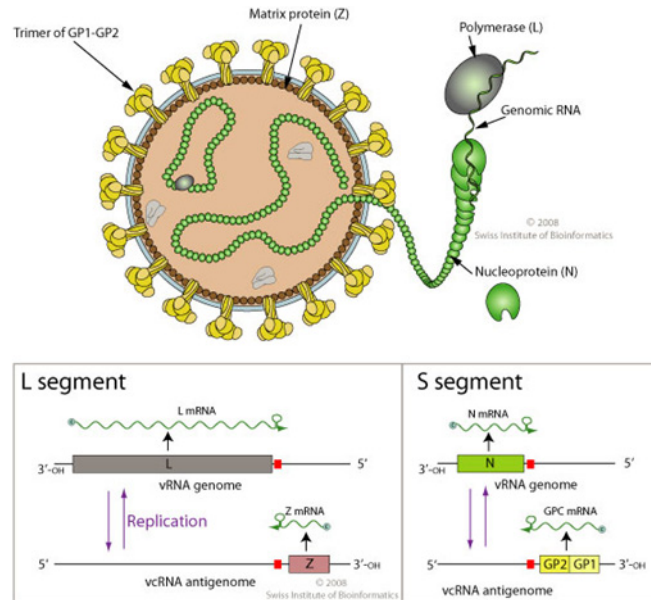 Matrix protein (Z)
Trimer of GP1-GP2
Polymerase (L)
Genomic RNA
© 2008
Swiss Institute of Bioinformatics
Nucleoprotein (N)
L segment
L mRNA
3'-OH
L
5'
vRNA genome
Replication
Z mRNA
5'
Z
3'-OH
vcRNA antigenome
© 2008
Swiss Institute of Bioinformatics
S segment
N mRNA
3'-OH
N
5'
vRNA genome
GPC mRNA
5'
GP2 GP1
3'-OH
vcRNA antigenome